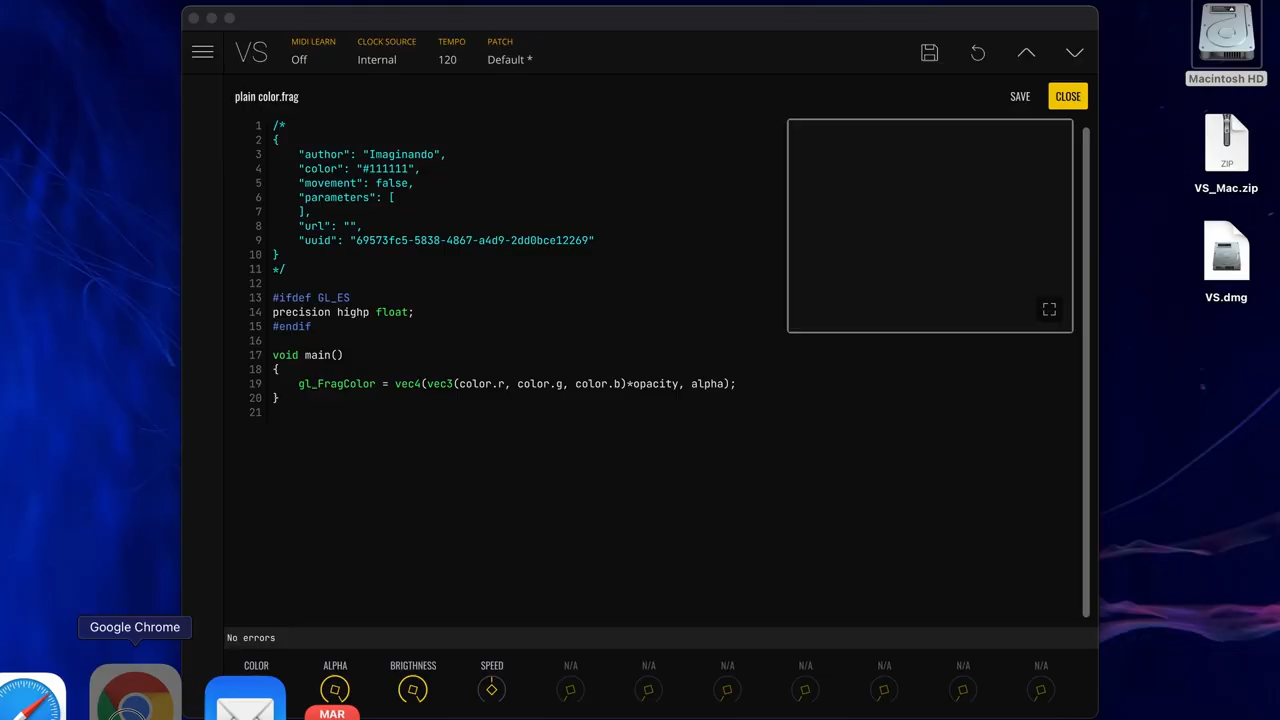 Macintosh HD
VS_Mac.zip
ZIP
VS.dmg
VS
MIDI LEARN
Off
CLOCK SOURCE
Internal
TEMPO
120
PATCH
Default *
plain color.frag
SAVE
CLOSE
1 /*
2 {
3 "author": "Imaginando",
4 "color": "#111111",
5 "movement": false,
6 "parameters": [
7 ],
8 "url": "",
9 "uuid": "69573fc5-5838-4867-a4d9-2dd0bce12269"
10 }
11 */
12
13 #ifdef GL_ES
14 precision highp float;
15 #endif
16
17 void main()
18 {
19 gl_FragColor = vec4(vec3(color.r, color.g, color.b)*opacity, alpha);
20 }
21
Google Chrome
No errors
COLOR ALPHA BRIGTHNESS SPEED N/A N/A N/A N/A N/A N/A N/A
MAR